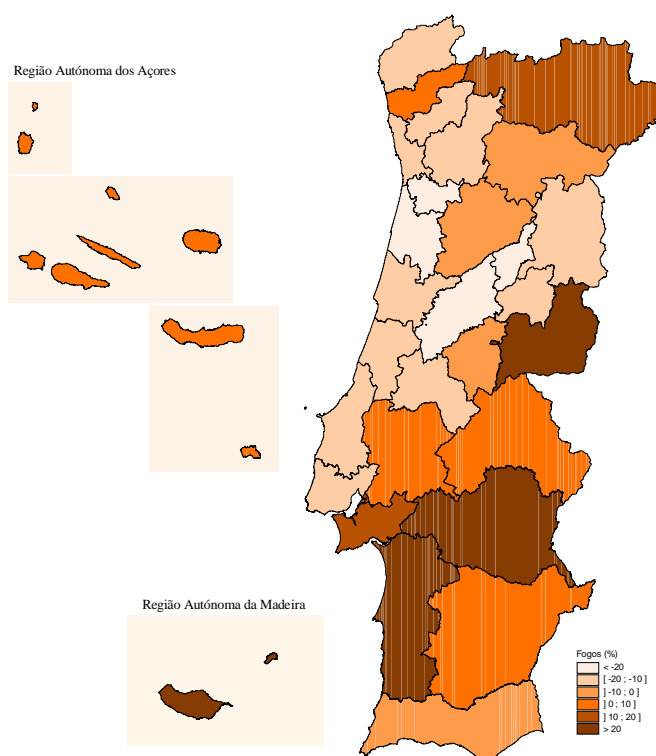 Região Autónoma dos Açores
Região Autónoma da Madeira
Fogos (%)
< -20
[ -20 ; -10 ]
] -10 ; 0 ]
] 0 ; 10 ]
] 10 ; 20 ]
> 20